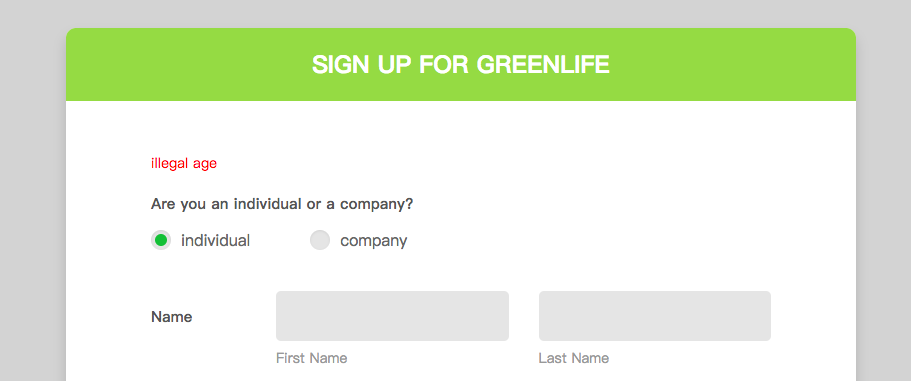 SIGN UP FOR GREENLIFE
illegal age
Are you an individual or a company?
individual company
Name
First Name Last Name